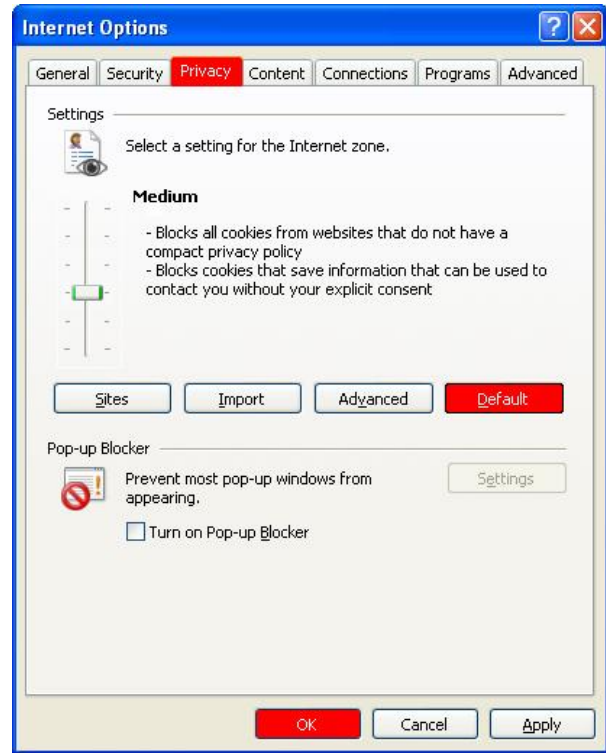 Internet Options
General Security Privacy Content Connections Programs Advanced
Settings
Select a setting for the Internet zone.
Medium
- Blocks all cookies from websites that do not have a
compact privacy policy
- Blocks cookies that save information that can be used to
contact you without your explicit consent
Sites Import Advanced Default
Pop-up Blocker
Prevent most pop-up windows from
appearing.
Settings
Turn on Pop-up Blocker
OK Cancel Apply